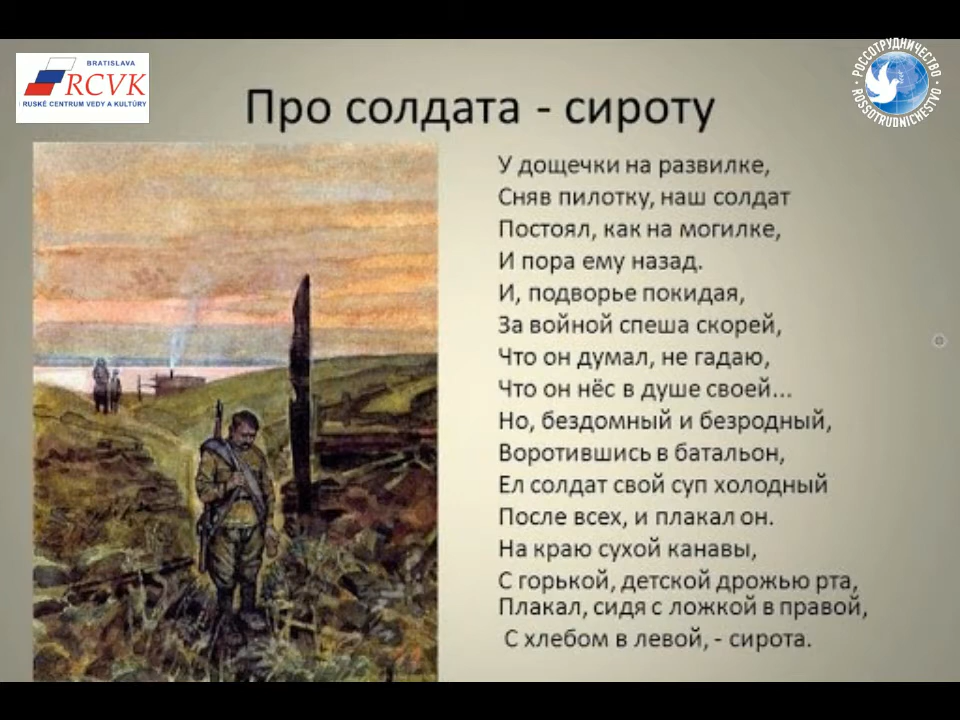 BRATISLAVA
RCVK
RUSKÉ CENTRUM VEDY A KULTÚRY
РОССОТРУДНИЧЕСТВО
ROSSOTRUDNICHESTVO
Про солдата - сироту
У дощечки на развилке,
Сняв пилотку, наш солдат
Постоял, как на могилке,
И пора ему назад.
И, подворье покидая,
За войной спеша скорей,
Что он думал, не гадаю,
Что он нёс в душе своей...
Но, бездомный и безродный,
Воротившись в батальон,
Ел солдат свой суп холодный
После всех, и плакал он.
На краю сухой канавы,
С горькой, детской дрожью рта,
Плакал, сидя с ложкой в правой,
С хлебом в левой, - сирота.